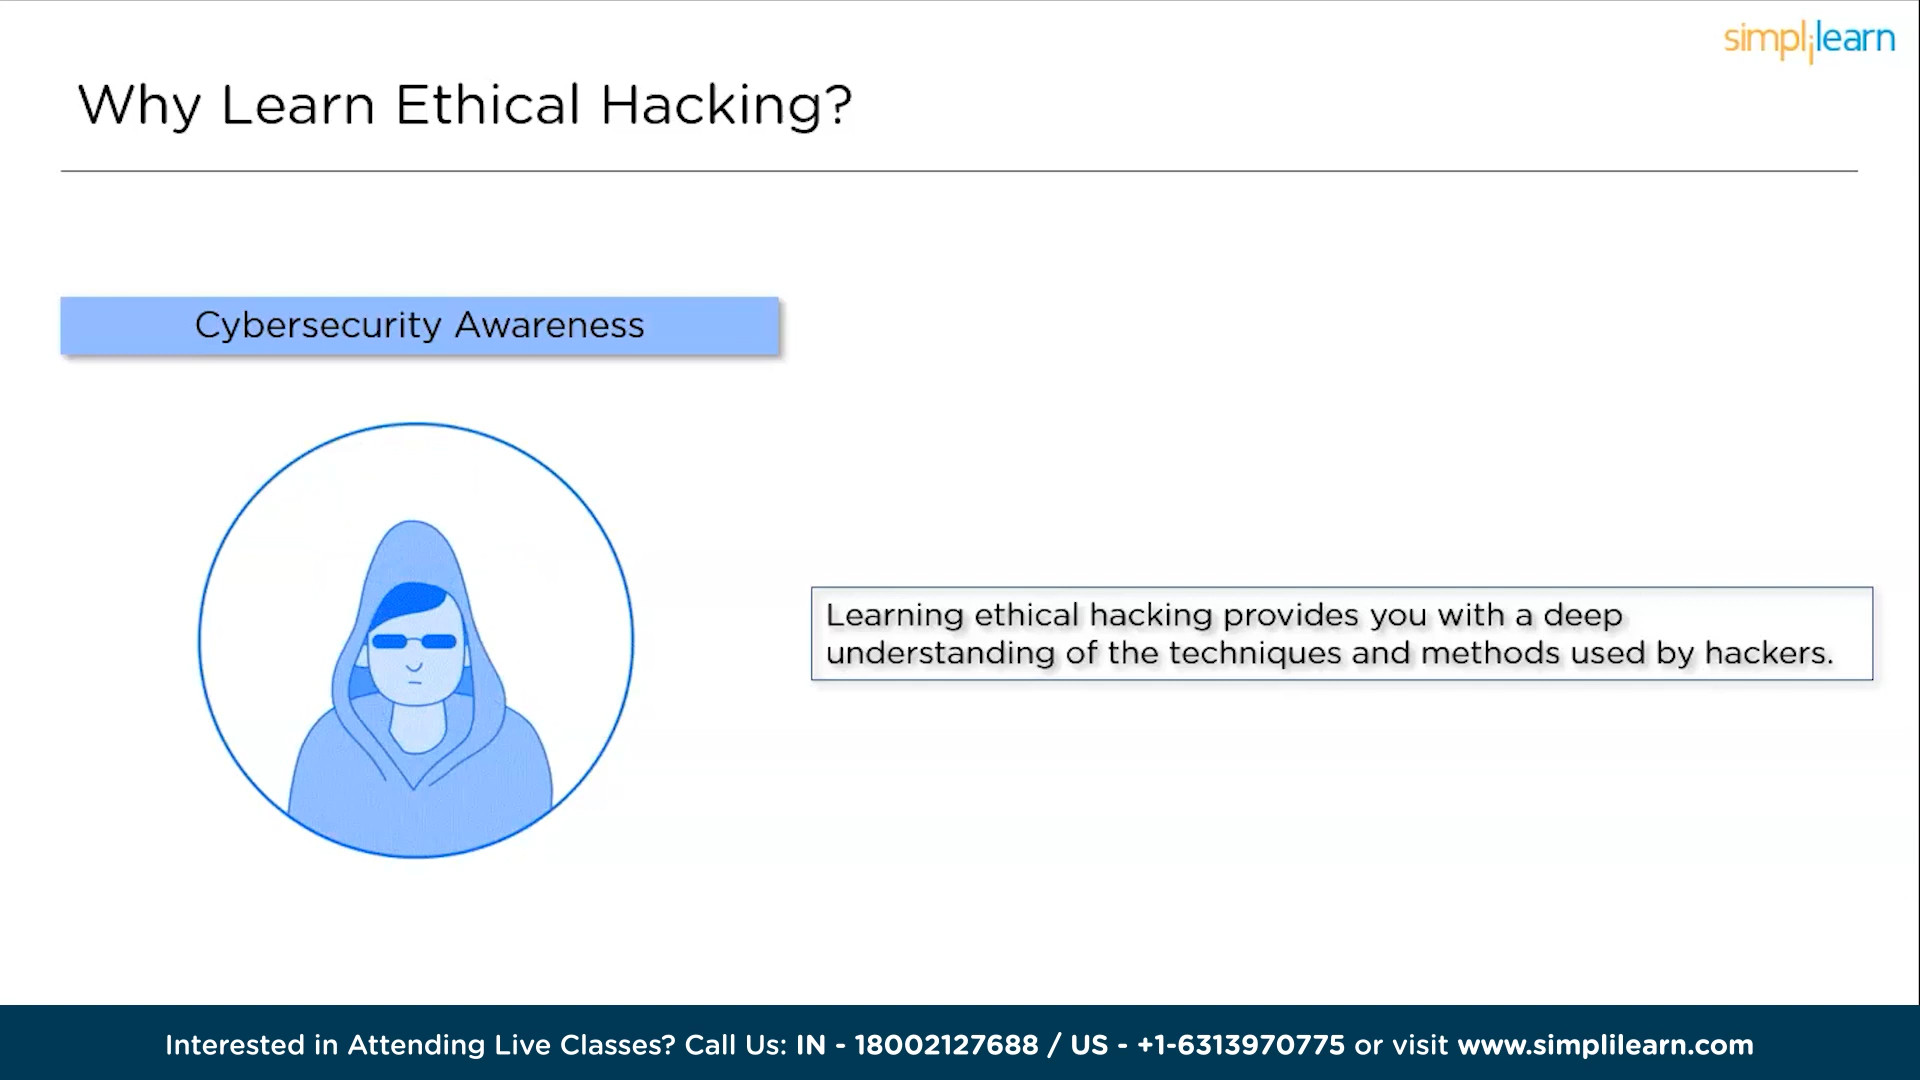 simplilearn
Why Learn Ethical Hacking?
Cybersecurity Awareness
Learning ethical hacking provides you with a deep
understanding of the techniques and methods used by hackers.
Interested in Attending Live Classes? Call Us: IN - 18002127688 / US - +1-6313970775 or visit www.simplilearn.com